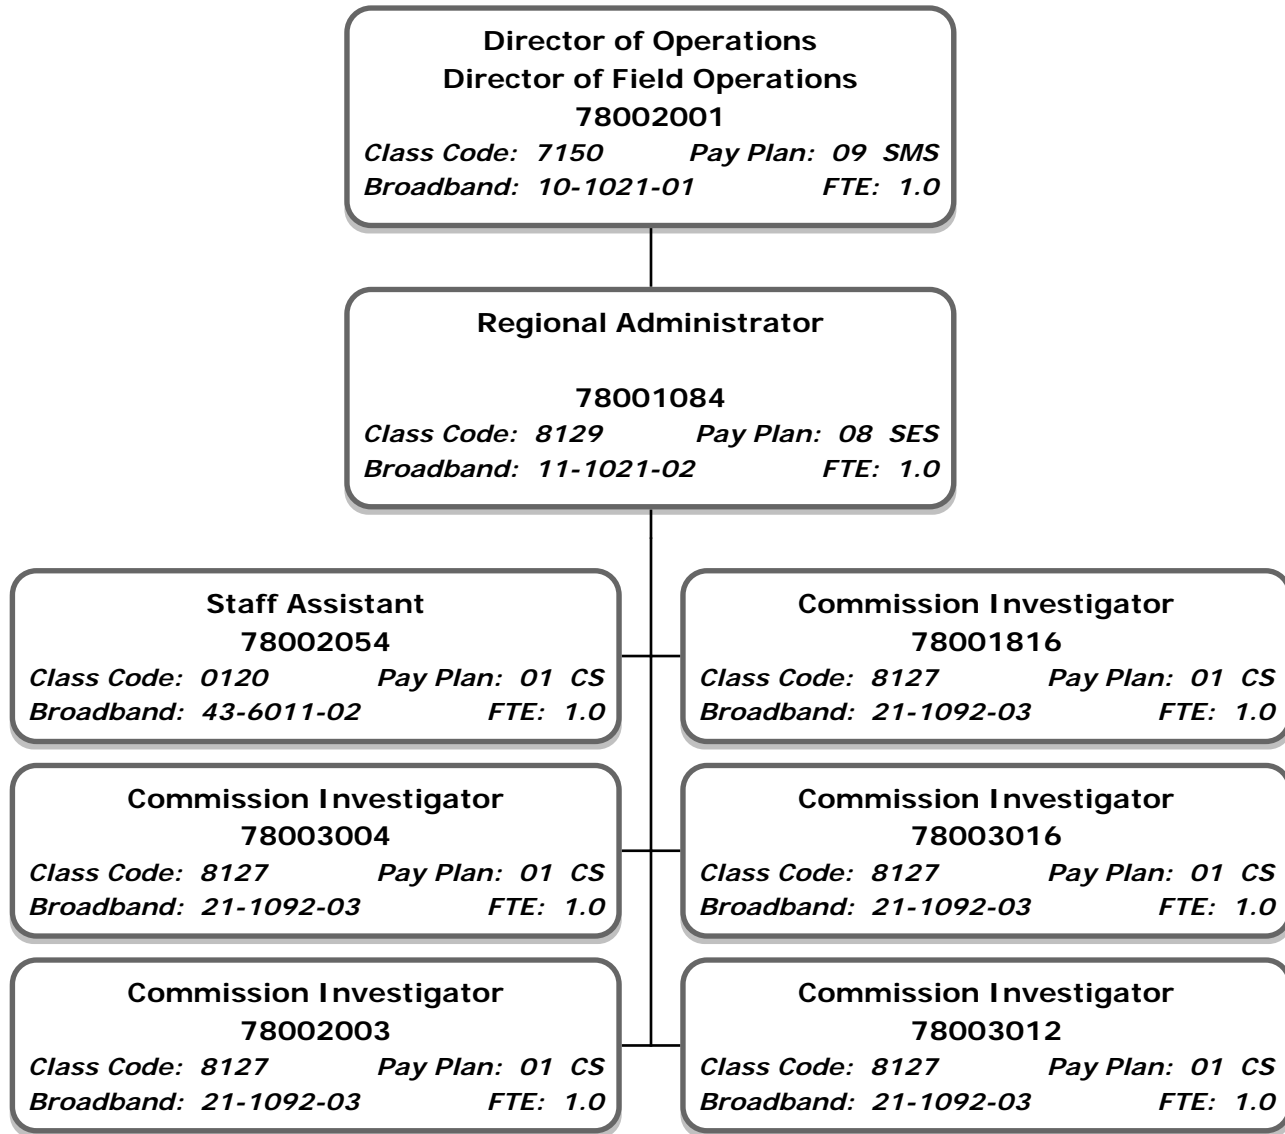 Director of Operations
Director of Field Operations
78002001
Class Code: 7150 Pay Plan: 09 SMS
Broadband: 10-1021-01 FTE: 1.0
Regional Administrator
78001084
Class Code: 8129 Pay Plan: 08 SES
Broadband: 11-1021-02 FTE: 1.0
Staff Assistant
78002054
Class Code: 0120 Pay Plan: 01 CS
Broadband: 43-6011-02 FTE: 1.0
Commission Investigator
78001816
Class Code: 8127 Pay Plan: 01 CS
Broadband: 21-1092-03 FTE: 1.0
Commission Investigator
78003004
Class Code: 8127 Pay Plan: 01 CS
Broadband: 21-1092-03 FTE: 1.0
Commission Investigator
78003016
Class Code: 8127 Pay Plan: 01 CS
Broadband: 21-1092-03 FTE: 1.0
Commission Investigator
78002003
Class Code: 8127 Pay Plan: 01 CS
Broadband: 21-1092-03 FTE: 1.0
Commission Investigator
78003012
Class Code: 8127 Pay Plan: 01 CS
Broadband: 21-1092-03 FTE: 1.0